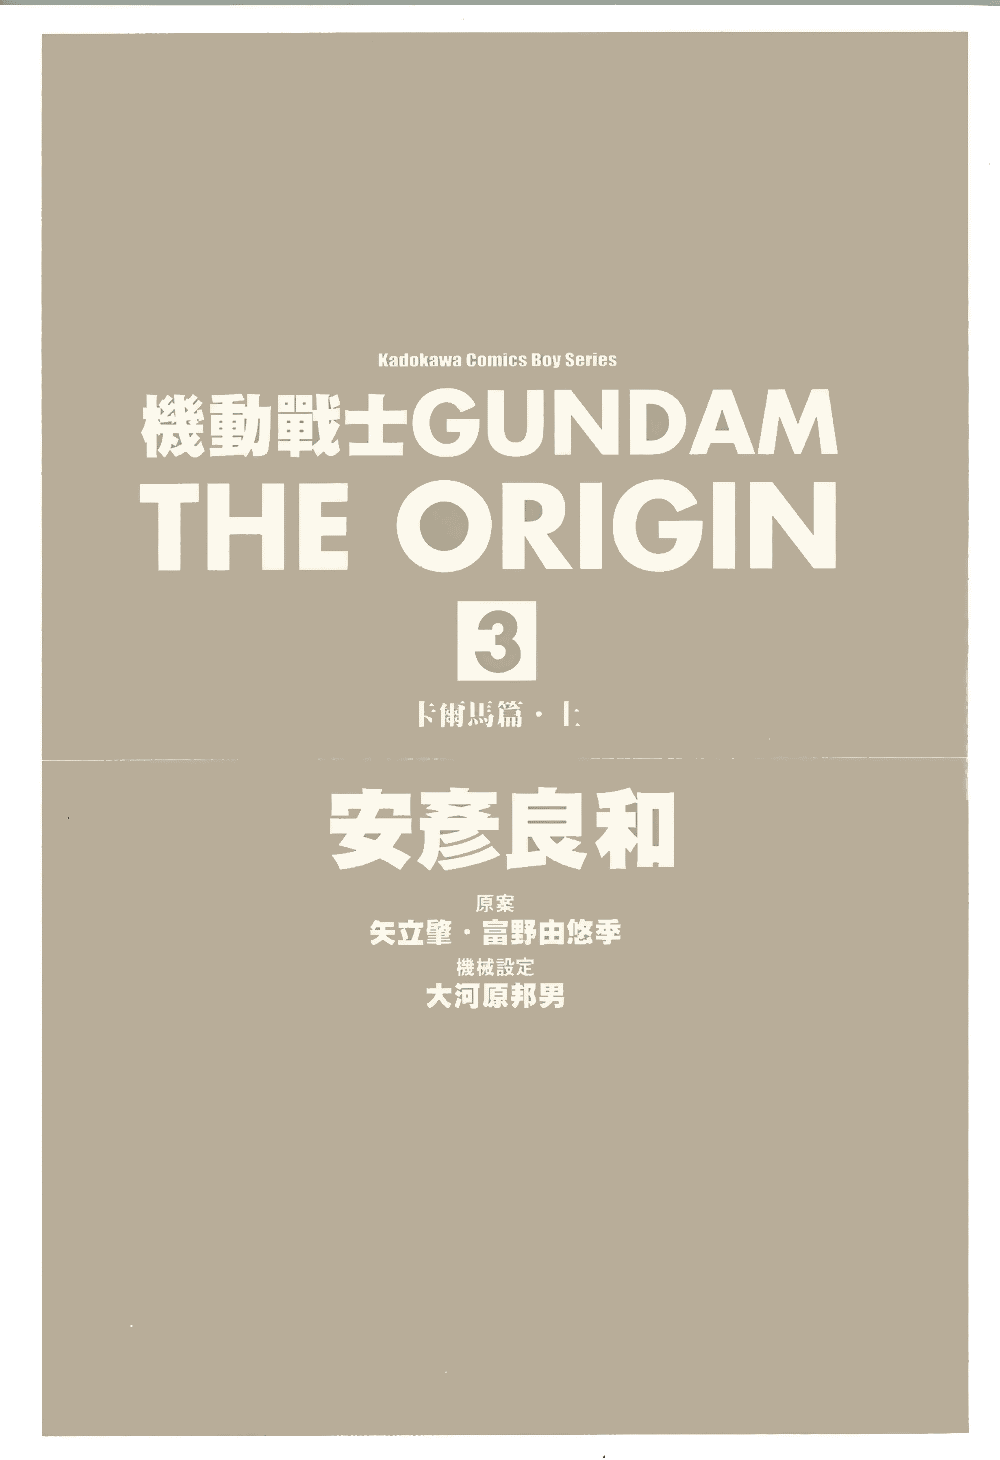 Kadokawa Comics Boy Series
機動戰士GUNDAM
THE ORIGIN
3
卡爾馬篇・上
安彥良和
原案
矢立肇・富野由悠季
機械設定
大河原邦男